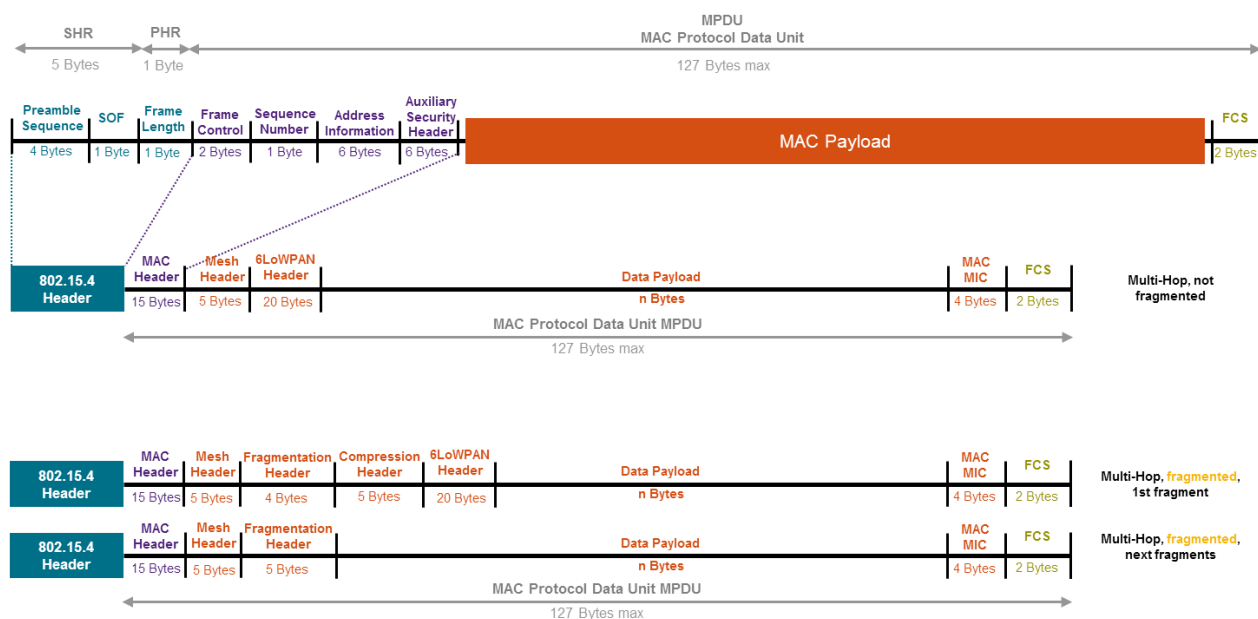 MPDU
SHR PHR MAC Protocol Data Unit
5 Bytes 1 Byte 127 Bytes max
Preamble Sequence SOF Frame Length Frame Control Sequence Number Address Information Auxiliary Security Header MAC Payload FCS
4 Bytes 1 Byte 1 Byte 2 Bytes 1 Byte 6 Bytes 6 Bytes 2 Bytes
802.15.4 Header MAC Header Mesh Header 6LoWPAN Header Data Payload MAC MIC FCS Multi-Hop, not fragmented
15 Bytes 5 Bytes 20 Bytes n Bytes 4 Bytes 2 Bytes
MAC Protocol Data Unit MPDU
127 Bytes max
802.15.4 Header MAC Header Mesh Header Fragmentation Header Compression Header 6LoWPAN Header Data Payload MAC MIC FCS Multi-Hop, fragmented, 1st fragment
15 Bytes 5 Bytes 4 Bytes 5 Bytes 20 Bytes n Bytes 4 Bytes 2 Bytes
802.15.4 Header MAC Header Mesh Header Fragmentation Header Data Payload MAC MIC FCS Multi-Hop, fragmented, next fragments
15 Bytes 5 Bytes 5 Bytes n Bytes 4 Bytes 2 Bytes
MAC Protocol Data Unit MPDU
127 Bytes max